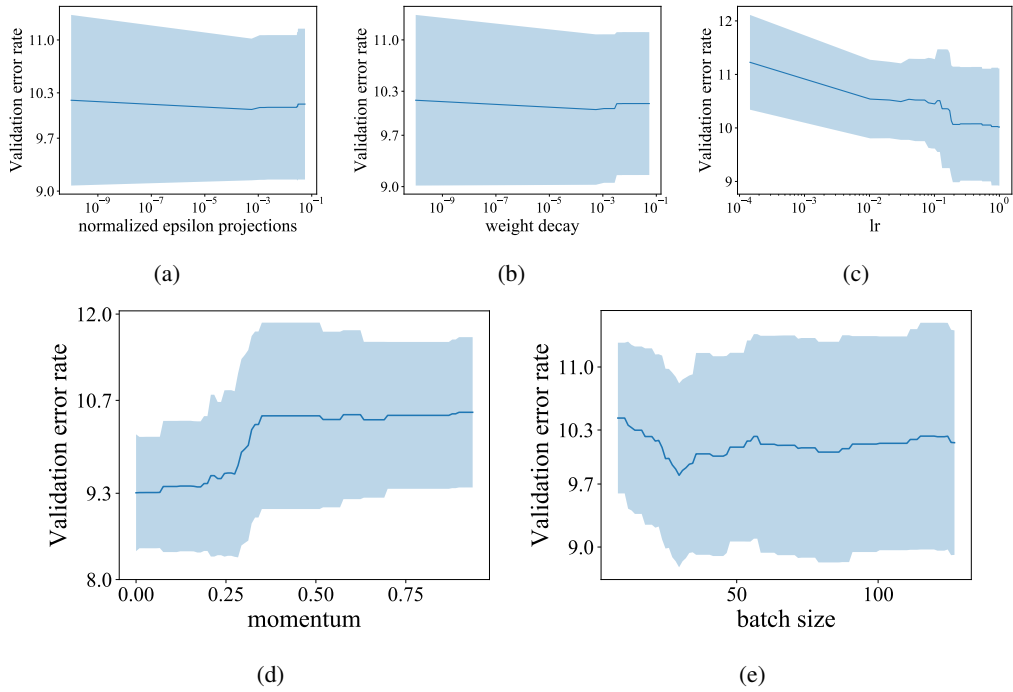 Validation error rate
11.0
10.3
9.7
9.0
10⁻⁹
10⁻⁷
10⁻⁵
10⁻³
10⁻¹
normalized epsilon projections
(a)
Validation error rate
11.0
10.3
9.7
9.0
10⁻⁹
10⁻⁷
10⁻⁵
10⁻³
10⁻¹
weight decay
(b)
Validation error rate
12
11
10
9
10⁻⁴
10⁻³
10⁻²
10⁻¹
10⁰
lr
(c)
Validation error rate
12.0
10.7
9.3
8.0
0.00
0.25
0.50
0.75
momentum
(d)
Validation error rate
11.0
10.3
9.7
9.0
50
100
batch size
(e)